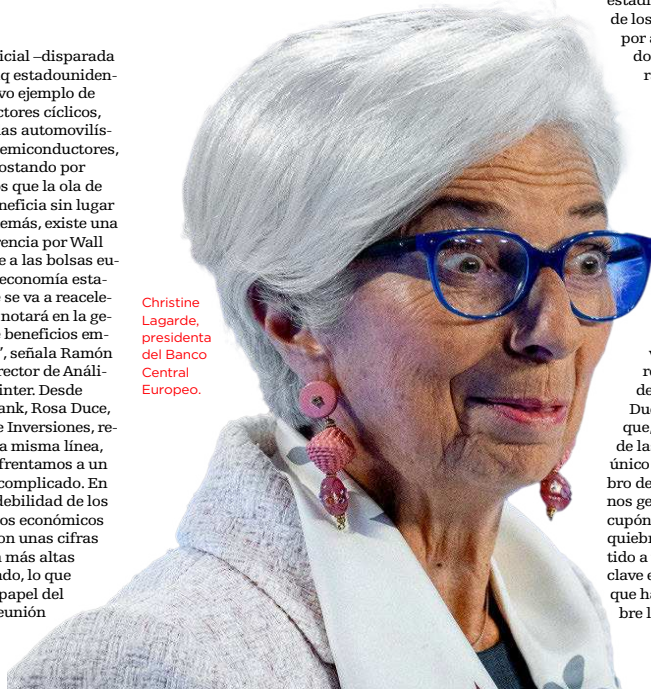 icial –disparada
q estadouniden-
vo ejemplo de
ctores cíclicos,
las automovilís-
emiconductores,
ostando por
s que la ola de
neficia sin lugar
emás, existe una
rencia por Wall
e a las bolsas eu-
economía esta-
se va a reacele-
notará en la ge-
e beneficios em-
”, señala Ramón
rector de Análi-
inter. Desde
ank, Rosa Duce,
e Inversiones, re-
a misma línea,
frentamos a un
complicado. En
debilidad de los
os económicos
on unas cifras
n más altas
ado, lo que
papel del
eunión
Christine
Lagarde,
presidenta
del Banco
Central
Europeo.
de los
por a
do
r
v
re
de
Du
que,
de la
único
bro de
nos ge
cupón
quiebr
tido a
clave e
que ha
bre l